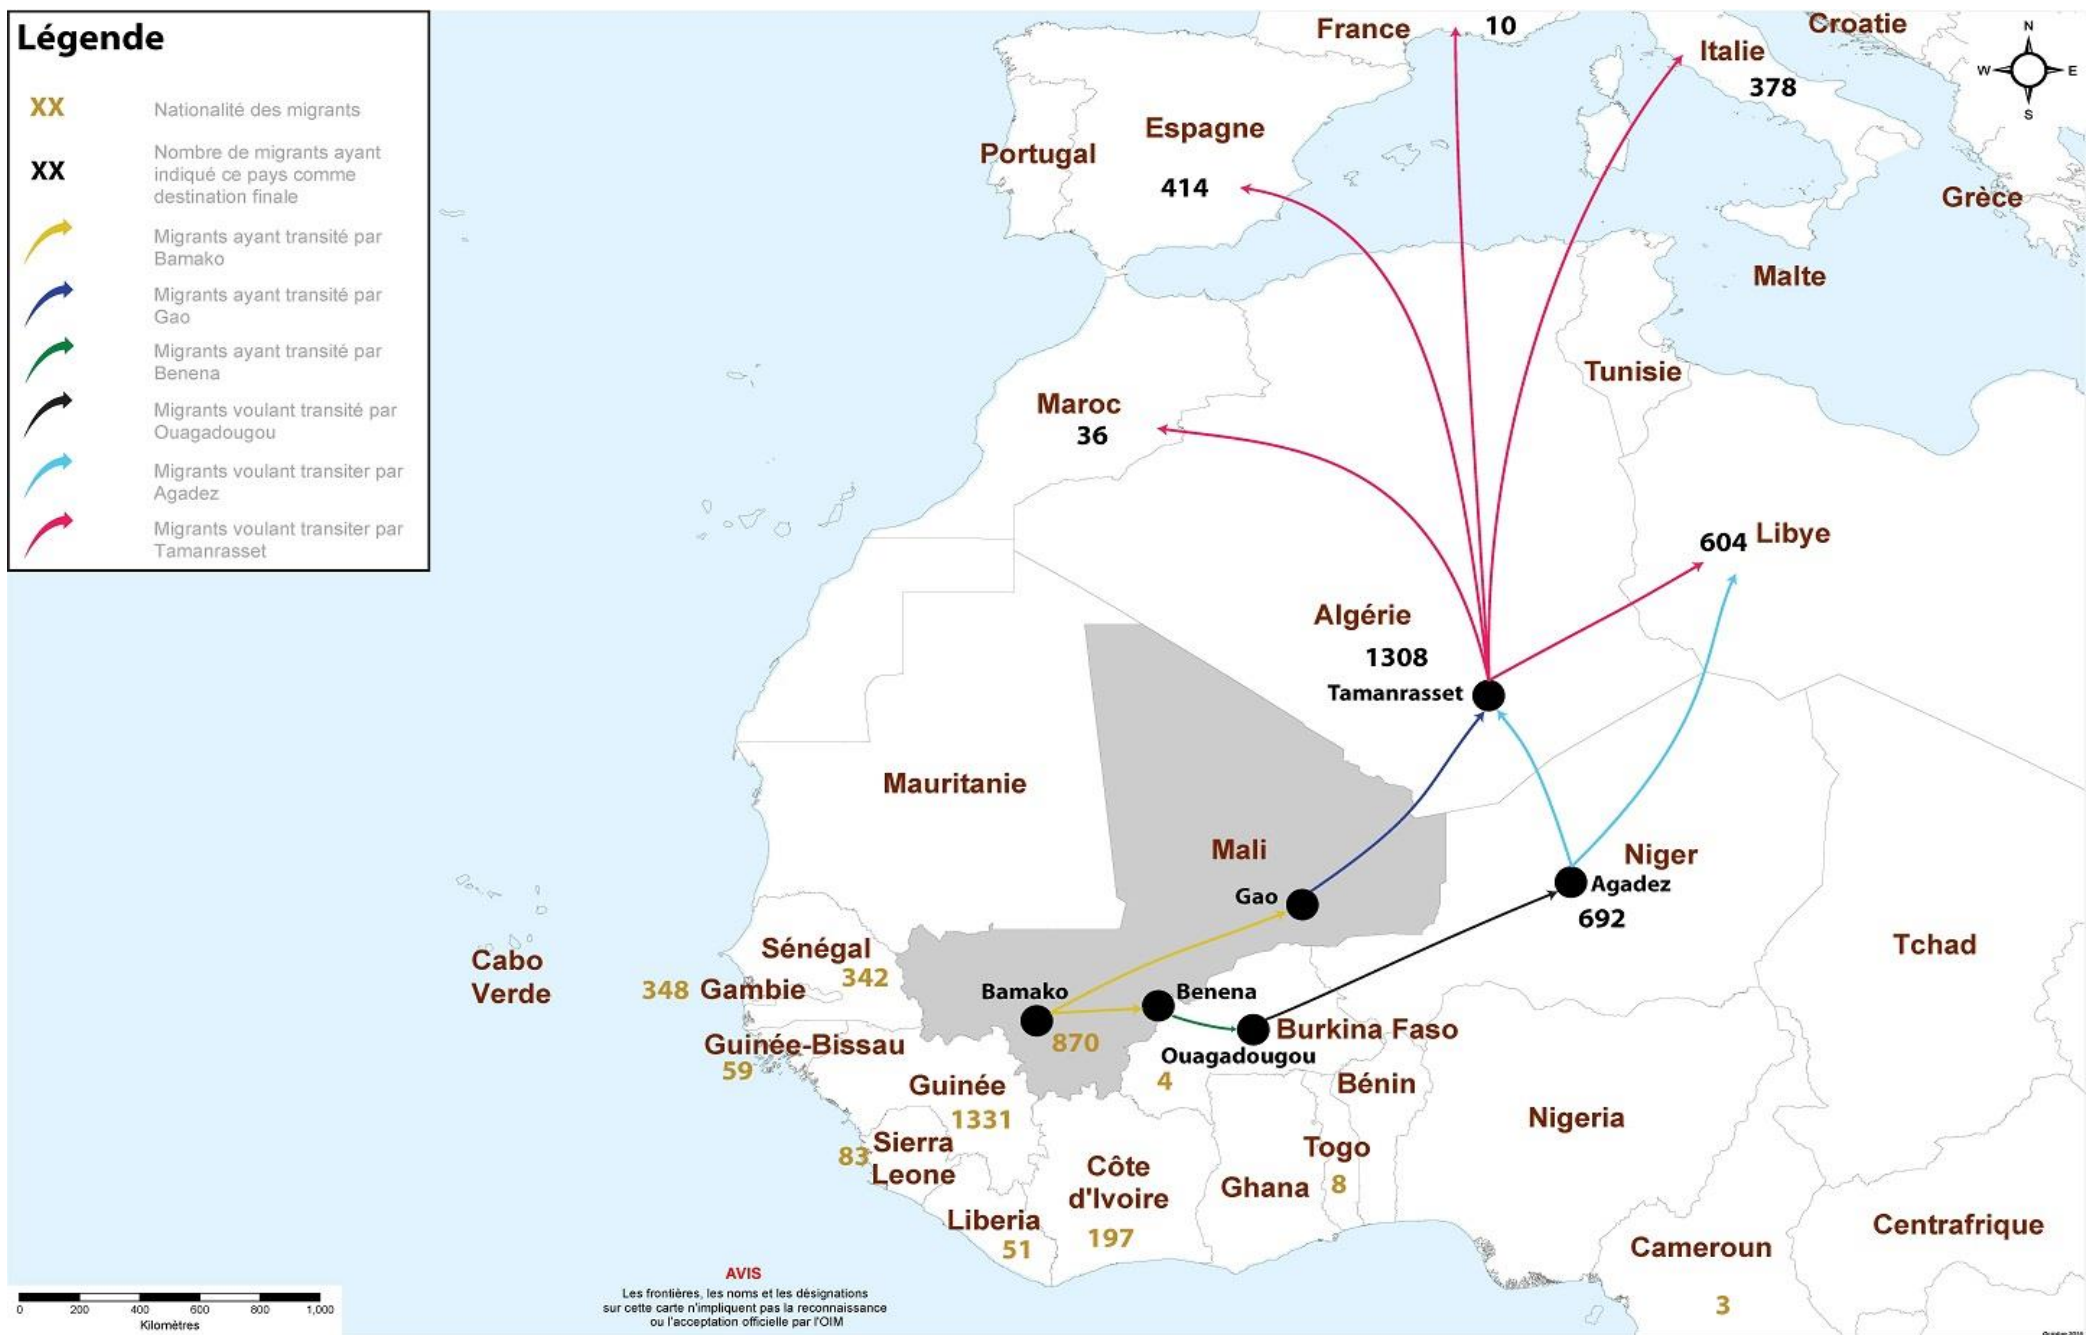 Légende
XX
Nationalité des migrants
XX
Nombre de migrants ayant
indiqué ce pays comme
destination finale
Migrants ayant transité par
Bamako
Migrants ayant transité par
Gao
Migrants ayant transité par
Benena
Migrants voulant transité par
Ouagadougou
Migrants voulant transiter par
Agadez
Migrants voulant transiter par
Tamanrasset
France
10
Croatie
Italie
378
N
W
E
S
Espagne
414
Portugal
Grèce
Malte
Tunisie
Maroc
36
604 Libye
Algérie
1308
Tamanrasset
Mauritanie
Mali
Gao
Niger
Agadez
692
Tchad
Cabo
Verde
Sénégal
342
348 Gambie
Bamako
870
Benena
Burkina Faso
Ouagadougou
4
Guinée-Bissau
59
Guinée
1331
Bénin
Nigeria
83
Sierra
Leone
Côte
d'Ivoire
197
Togo
8
Ghana
Liberia
51
Centrafrique
Cameroun
3
AVIS
Les frontières, les noms et les désignations
sur cette carte n'impliquent pas la reconnaissance
ou l'acceptation officielle par l'OIM
0 200 400 600 800 1,000
Kilomètres